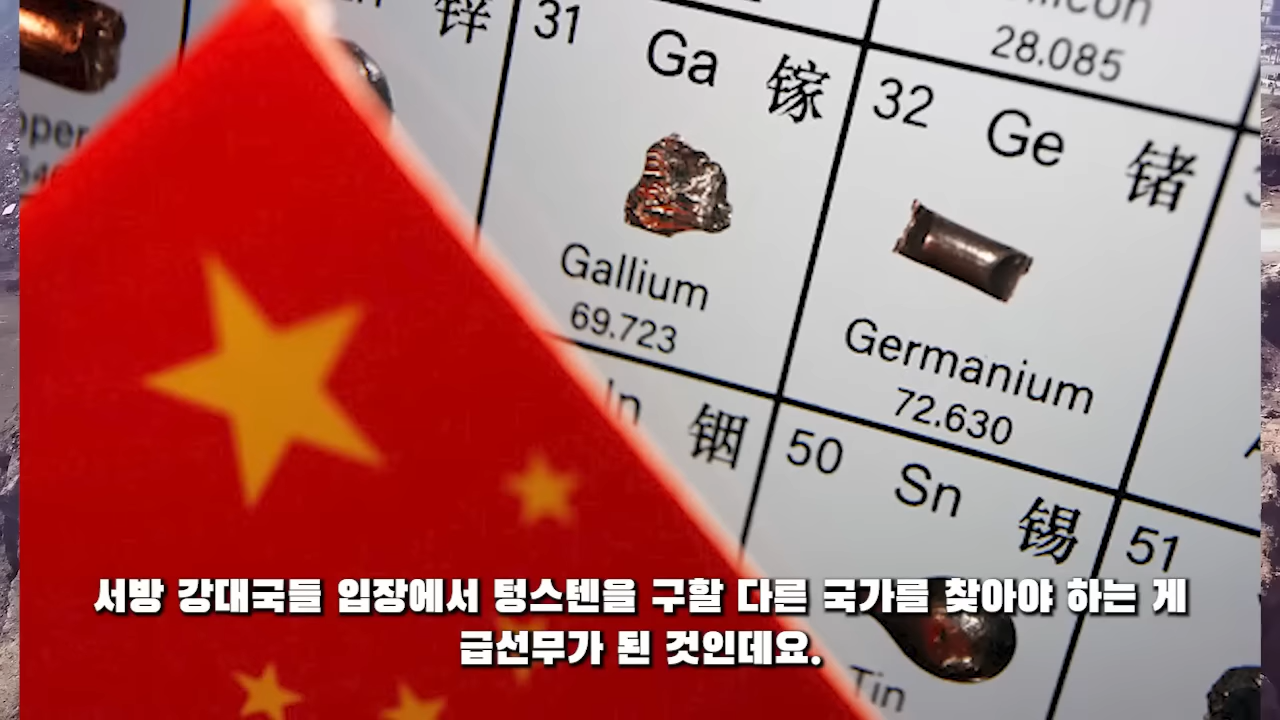 锌
31
Ga
镓
Gallium
69.723
28.085
32
Ge
锗
Germanium
72.630
In
铟
50
Sn
锡
Tin
51
서방 강대국들 입장에서 텅스텐을 구할 다른 국가를 찾아야 하는 게
급선무가 된 것인데요.